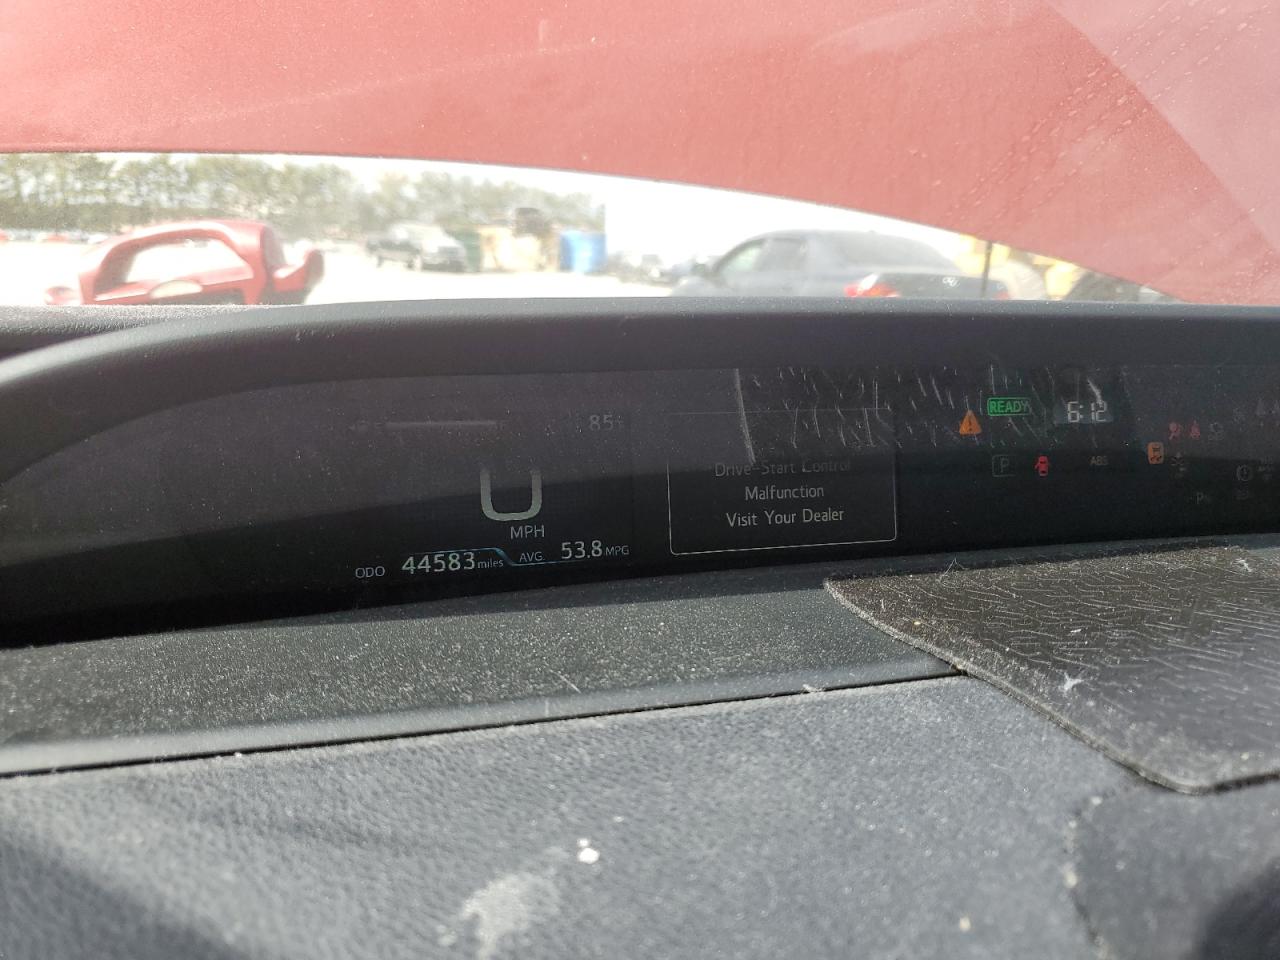 85°
READY
6:12
Drive-Start Control
P
ABS
Malfunction
0
Visit Your Dealer
MPH
ODO 44583 miles AVG. 53.8 MPG